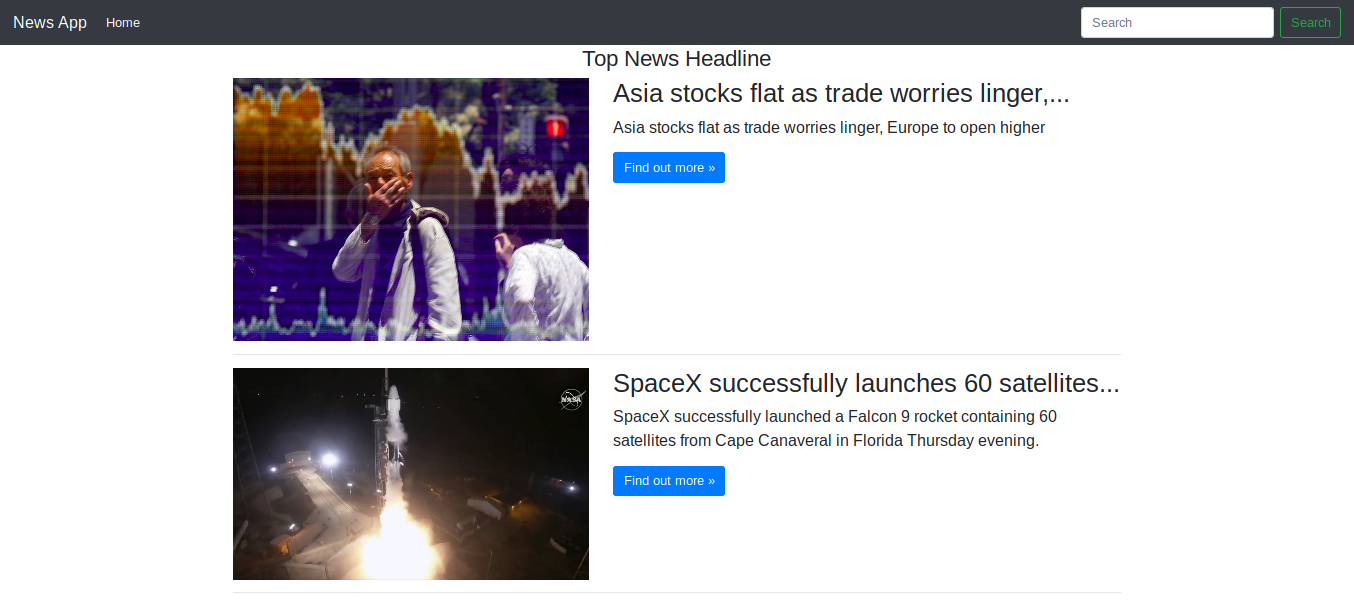 News App Home Search Search
Top News Headline
Asia stocks flat as trade worries linger,...
Asia stocks flat as trade worries linger, Europe to open higher
Find out more »
NASA
SpaceX successfully launches 60 satellites...
SpaceX successfully launched a Falcon 9 rocket containing 60
satellites from Cape Canaveral in Florida Thursday evening.
Find out more »